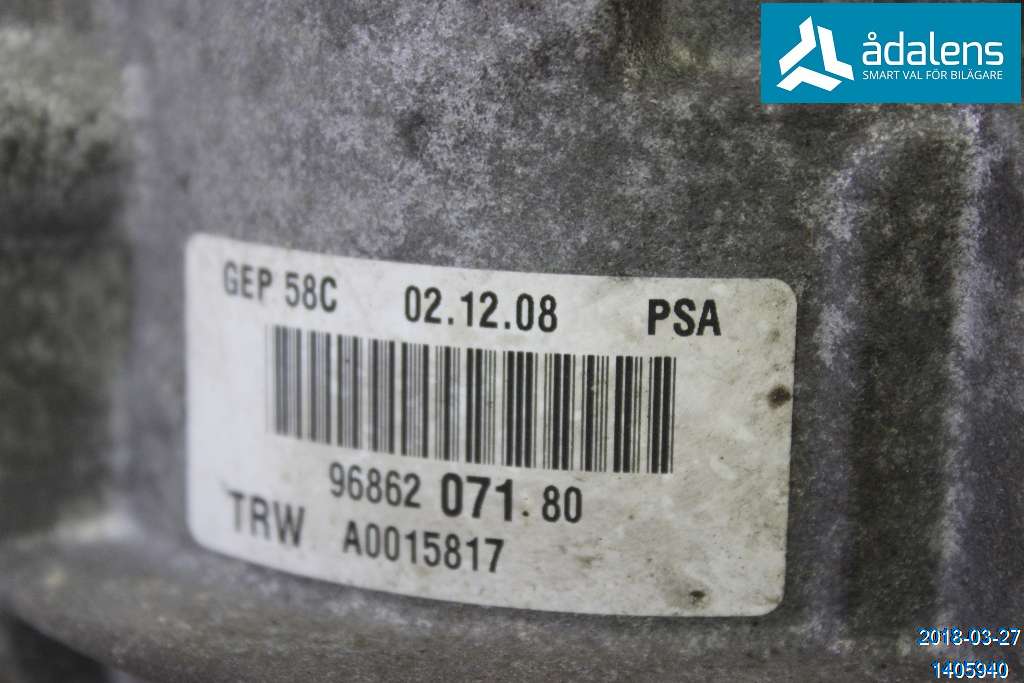 ådalens
SMART VAL FÖR BILÄGARE
GEP 58C 02.12.08 PSA
96862 071.80
TRW A0015817
2018-03-27
1405940